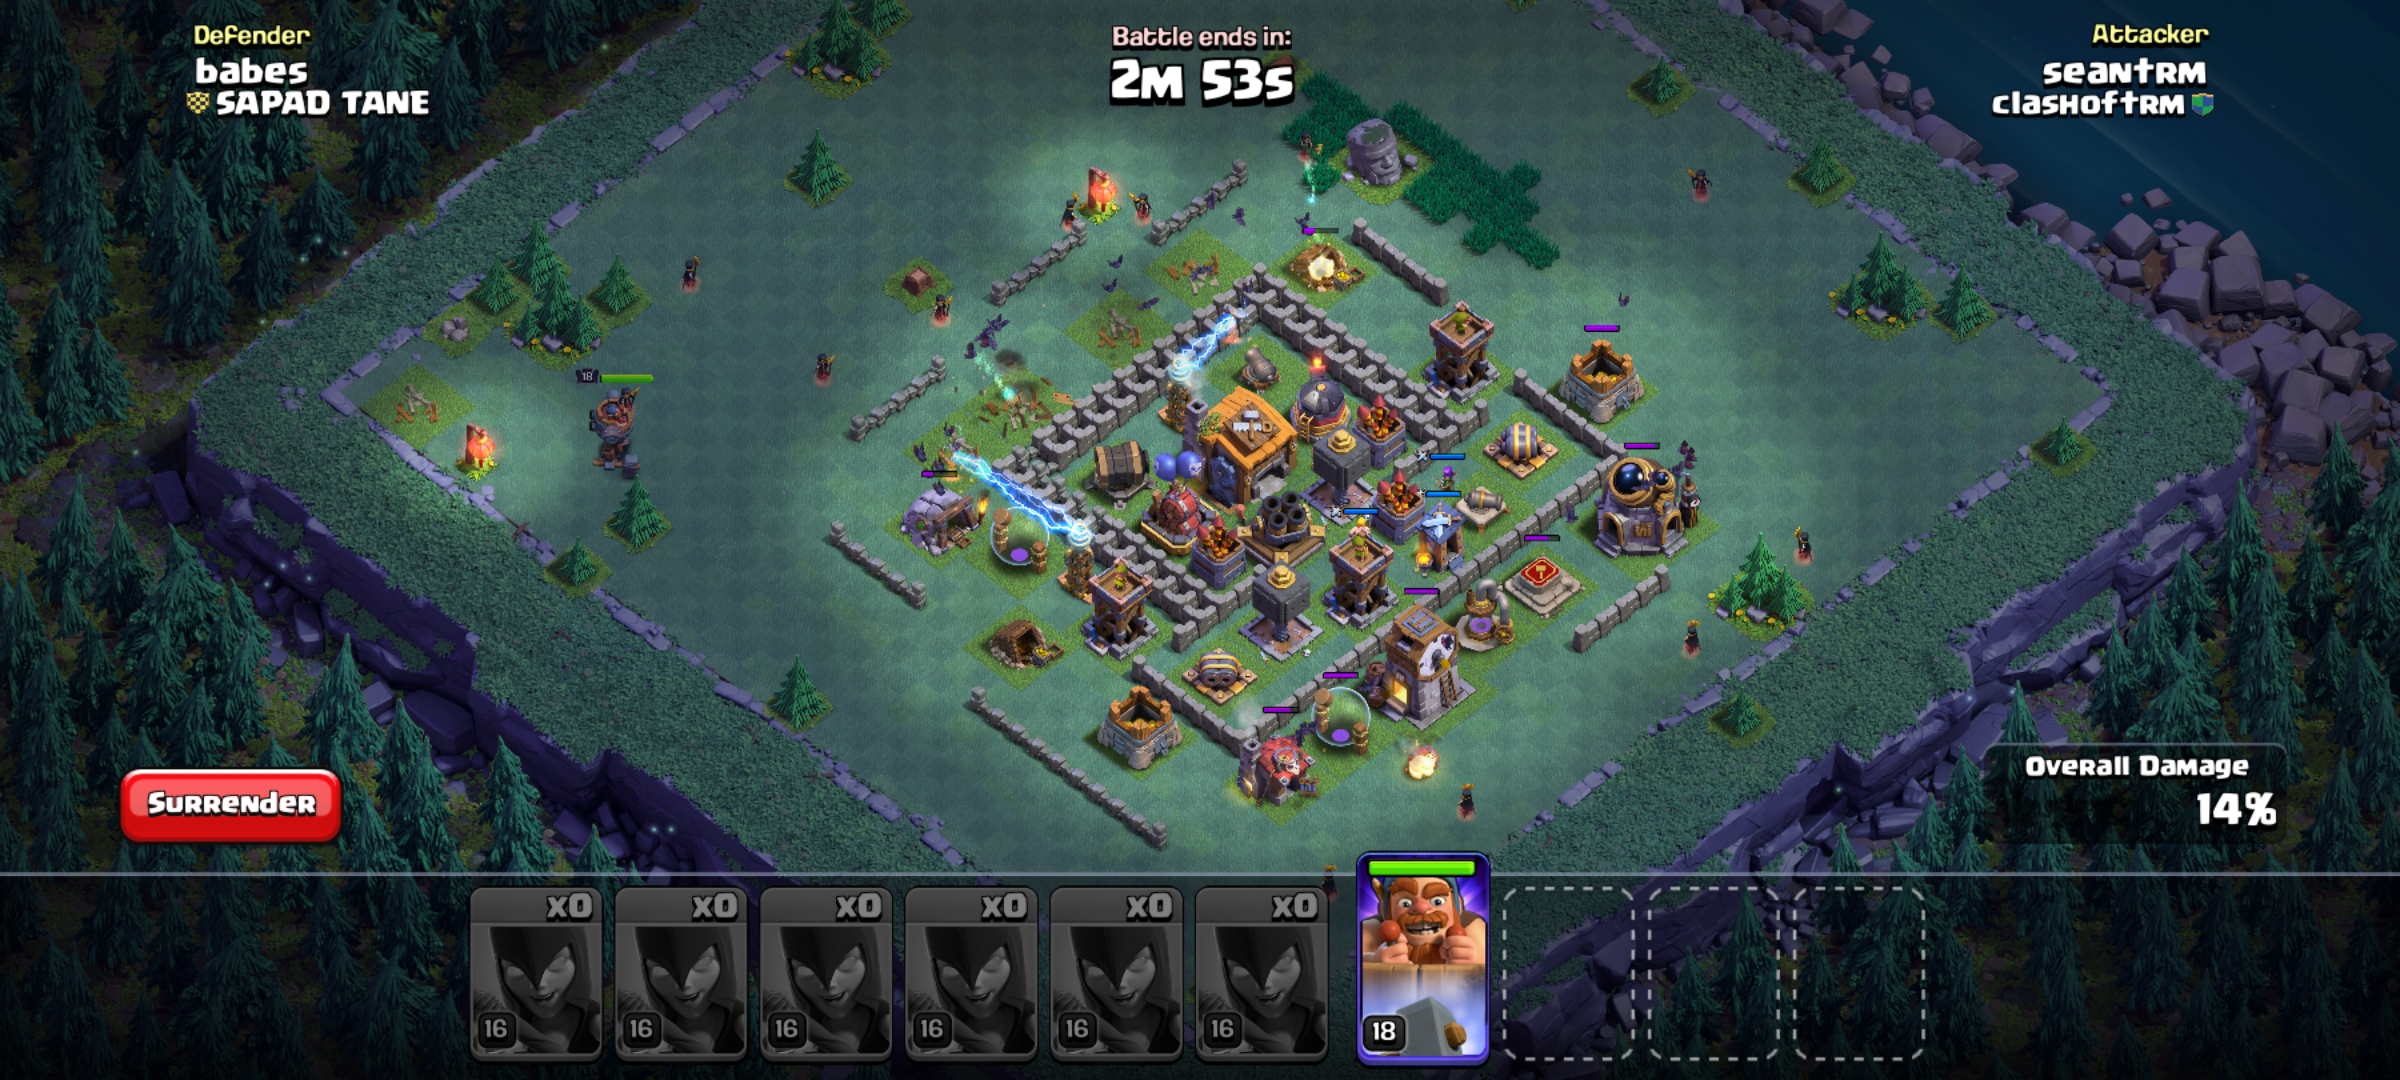 Defender
babes
SAPAD TANE
Battle ends in:
2M 53S
Attacker
seantRM
clashoftRM
18
Surrender
Overall Damage
14%
x0
x0
x0
x0
x0
x0
16
16
16
16
16
16
18